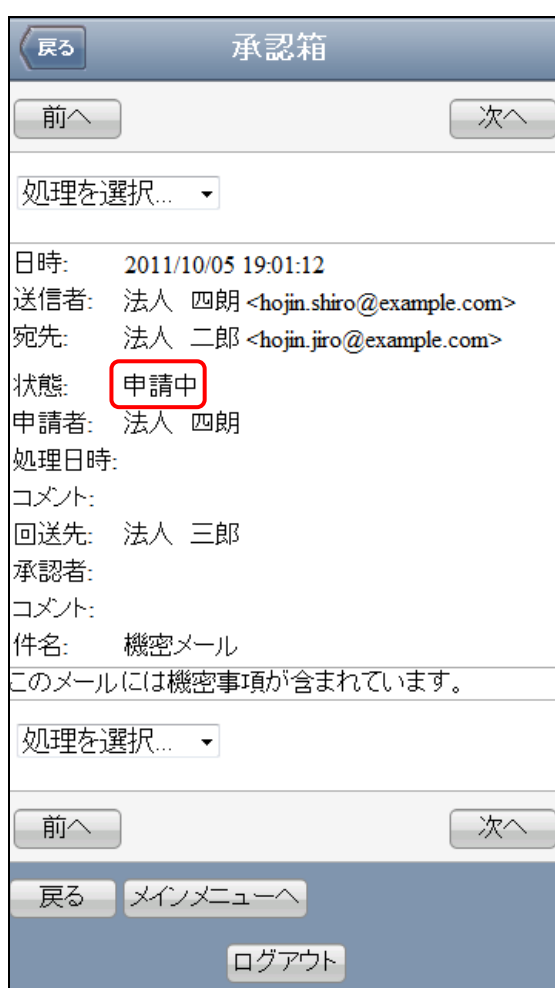 戻る 承認箱
前へ 次へ
処理を選択...
日時: 2011/10/05 19:01:12
送信者: 法人 四朗 <hojin.shiro@example.com>
宛先: 法人 二郎 <hojin.jiro@example.com>
状態: 申請中
申請者: 法人 四朗
処理日時:
コメント:
回送先: 法人 三郎
承認者:
コメント:
件名: 機密メール
このメールには機密事項が含まれています。
処理を選択...
前へ 次へ
戻る メインメニューへ
ログアウト